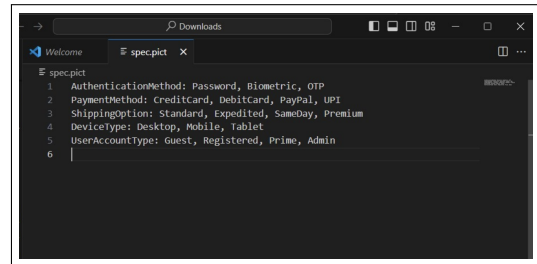 Downloads
Welcome
spec.pict
spec.pict
1 AuthenticationMethod: Password, Biometric, OTP
2 PaymentMethod: CreditCard, DebitCard, PayPal, UPI
3 ShippingOption: Standard, Expedited, SameDay, Premium
4 DeviceType: Desktop, Mobile, Tablet
5 UserAccountType: Guest, Registered, Prime, Admin
6